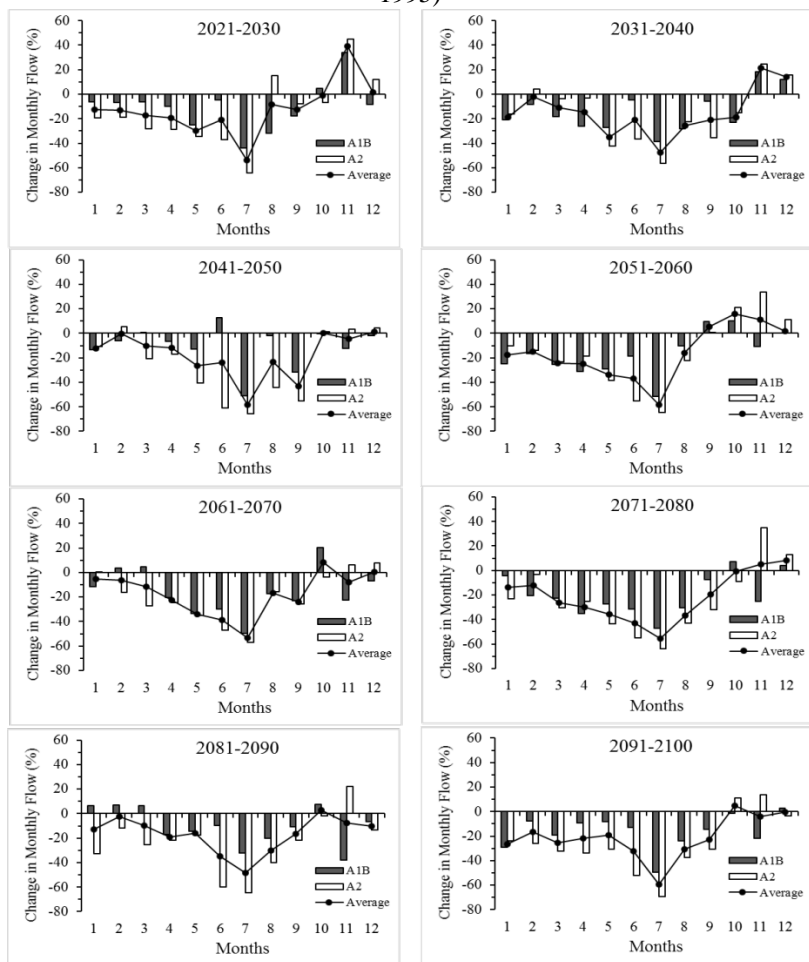 1995)
2021-2030
Change in Monthly Flow (%)
60
40
20
0
-20
-40
-60
-80
A1B
A2
Average
1 2 3 4 5 6 7 8 9 10 11 12
Months
2031-2040
Change in Monthly Flow (%)
60
40
20
0
-20
-40
-60
-80
A1B
A2
Average
1 2 3 4 5 6 7 8 9 10 11 12
Months
2041-2050
Change in Monthly Flow (%)
60
40
20
0
-20
-40
-60
-80
A1B
A2
Average
1 2 3 4 5 6 7 8 9 10 11 12
Months
2051-2060
Change in Monthly Flow (%)
60
40
20
0
-20
-40
-60
-80
A1B
A2
Average
1 2 3 4 5 6 7 8 9 10 11 12
Months
2061-2070
Change in Monthly Flow (%)
60
40
20
0
-20
-40
-60
-80
A1B
A2
Average
1 2 3 4 5 6 7 8 9 10 11 12
Months
2071-2080
Change in Monthly Flow (%)
60
40
20
0
-20
-40
-60
-80
A1B
A2
Average
1 2 3 4 5 6 7 8 9 10 11 12
Months
2081-2090
Change in Monthly Flow (%)
60
40
20
0
-20
-40
-60
-80
A1B
A2
Average
1 2 3 4 5 6 7 8 9 10 11 12
Months
2091-2100
Change in Monthly Flow (%)
60
40
20
0
-20
-40
-60
-80
A1B
A2
Average
1 2 3 4 5 6 7 8 9 10 11 12
Months